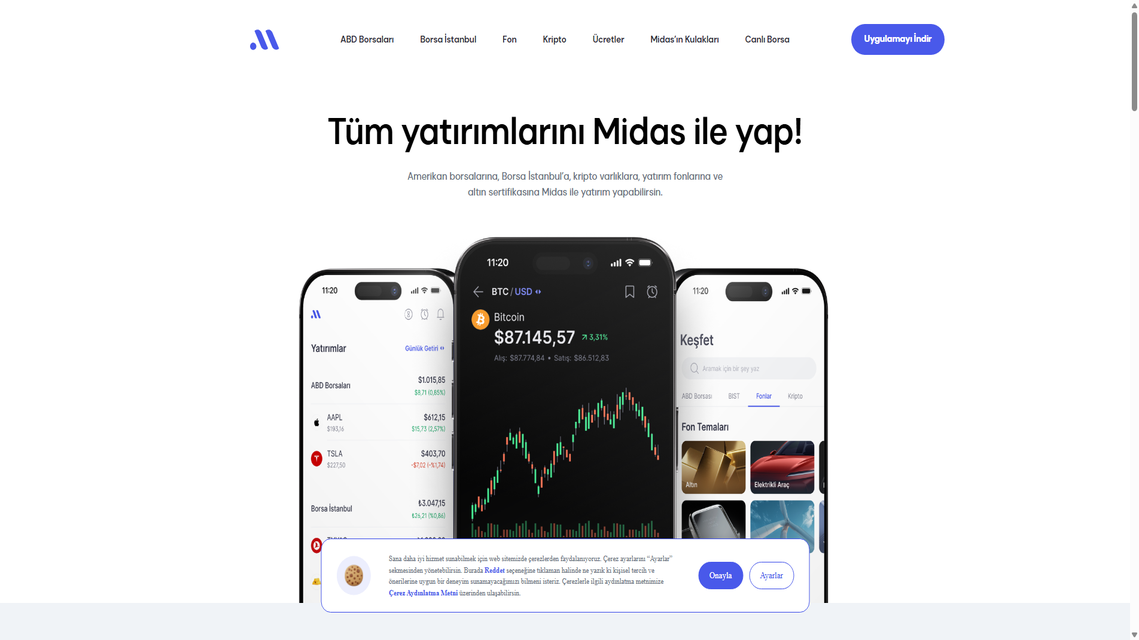 ABD Borsaları
Borsa İstanbul
Fon
Kripto
Ücretler
Midas'ın Kulakları
Canlı Borsa
Uygulamayı İndir
Tüm yatırımlarını Midas ile yap!
Amerikan borsalarına, Borsa İstanbul'a, kripto varlıklara, yatırım fonlarına ve
altın sertifikasına Midas ile yatırım yapabilirsin.
11:20
Yatırımlar
Günlük Getiri
ABD Borsaları
$1.015,85
$8,71 (0,85%)
AAPL
$612,15
$193,16
$15,73 (2,57%)
TSLA
$403,70
$227,50
-$7,02 (-%1,74)
Borsa İstanbul
₺3.047,15
₺26,21 (%0,86)
11:20
BTC / USD
Bitcoin
$87.145,57
3,31%
Alış: $87.774,84 • Satış: $86.512,83
11:20
Keşfet
Aramak için bir şey yaz
ABD Borsası
BIST
Fonlar
Kripto
Fon Temaları
Altın
Elektrikli Araç
Sana daha iyi hizmet sunabilmek için web sitemizde çerezlerden faydalanıyoruz. Çerez ayarlarını "Ayarlar"
sekmesinden yönetebilirsin. Burada Reddet seçeneğine tıklaman halinde ne yazık ki kişisel tercih ve
önerilerine uygun bir deneyim sunamayacağımızı bilmeni isteriz. Çerezlerle ilgili aydınlatma metnimize
Çerez Aydınlatma Metni üzerinden ulaşabilirsin.
Onayla
Ayarlar